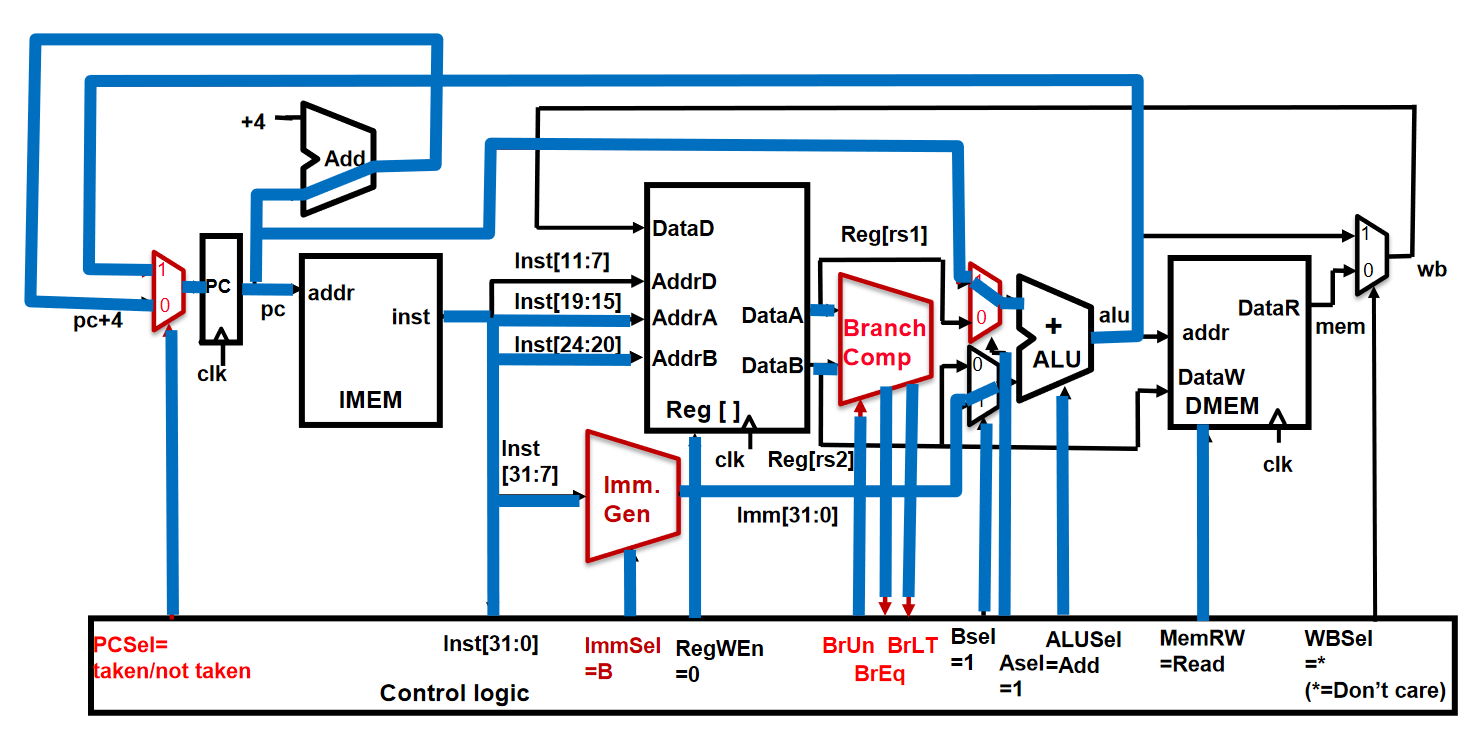 +4
Add
1
0
pc+4
PC
clk
pc
addr
inst
IMEM
Inst[11:7]
Inst[19:15]
Inst[24:20]
Inst
[31:7]
DataD
AddrD
AddrA
AddrB
DataA
DataB
Reg [ ]
clk
Imm.
Gen
Imm[31:0]
Reg[rs1]
Reg[rs2]
Branch
Comp
1
0
0
1
+
ALU
alu
addr
DataR
DataW
DMEM
clk
mem
1
0
wb
PCSel=
taken/not taken
Inst[31:0]
Control logic
ImmSel
=B
RegWEn
=0
BrUn BrLT
BrEq
Bsel
=1
Asel
=1
ALUSel
=Add
MemRW
=Read
WBSel
=*
(*=Don’t care)